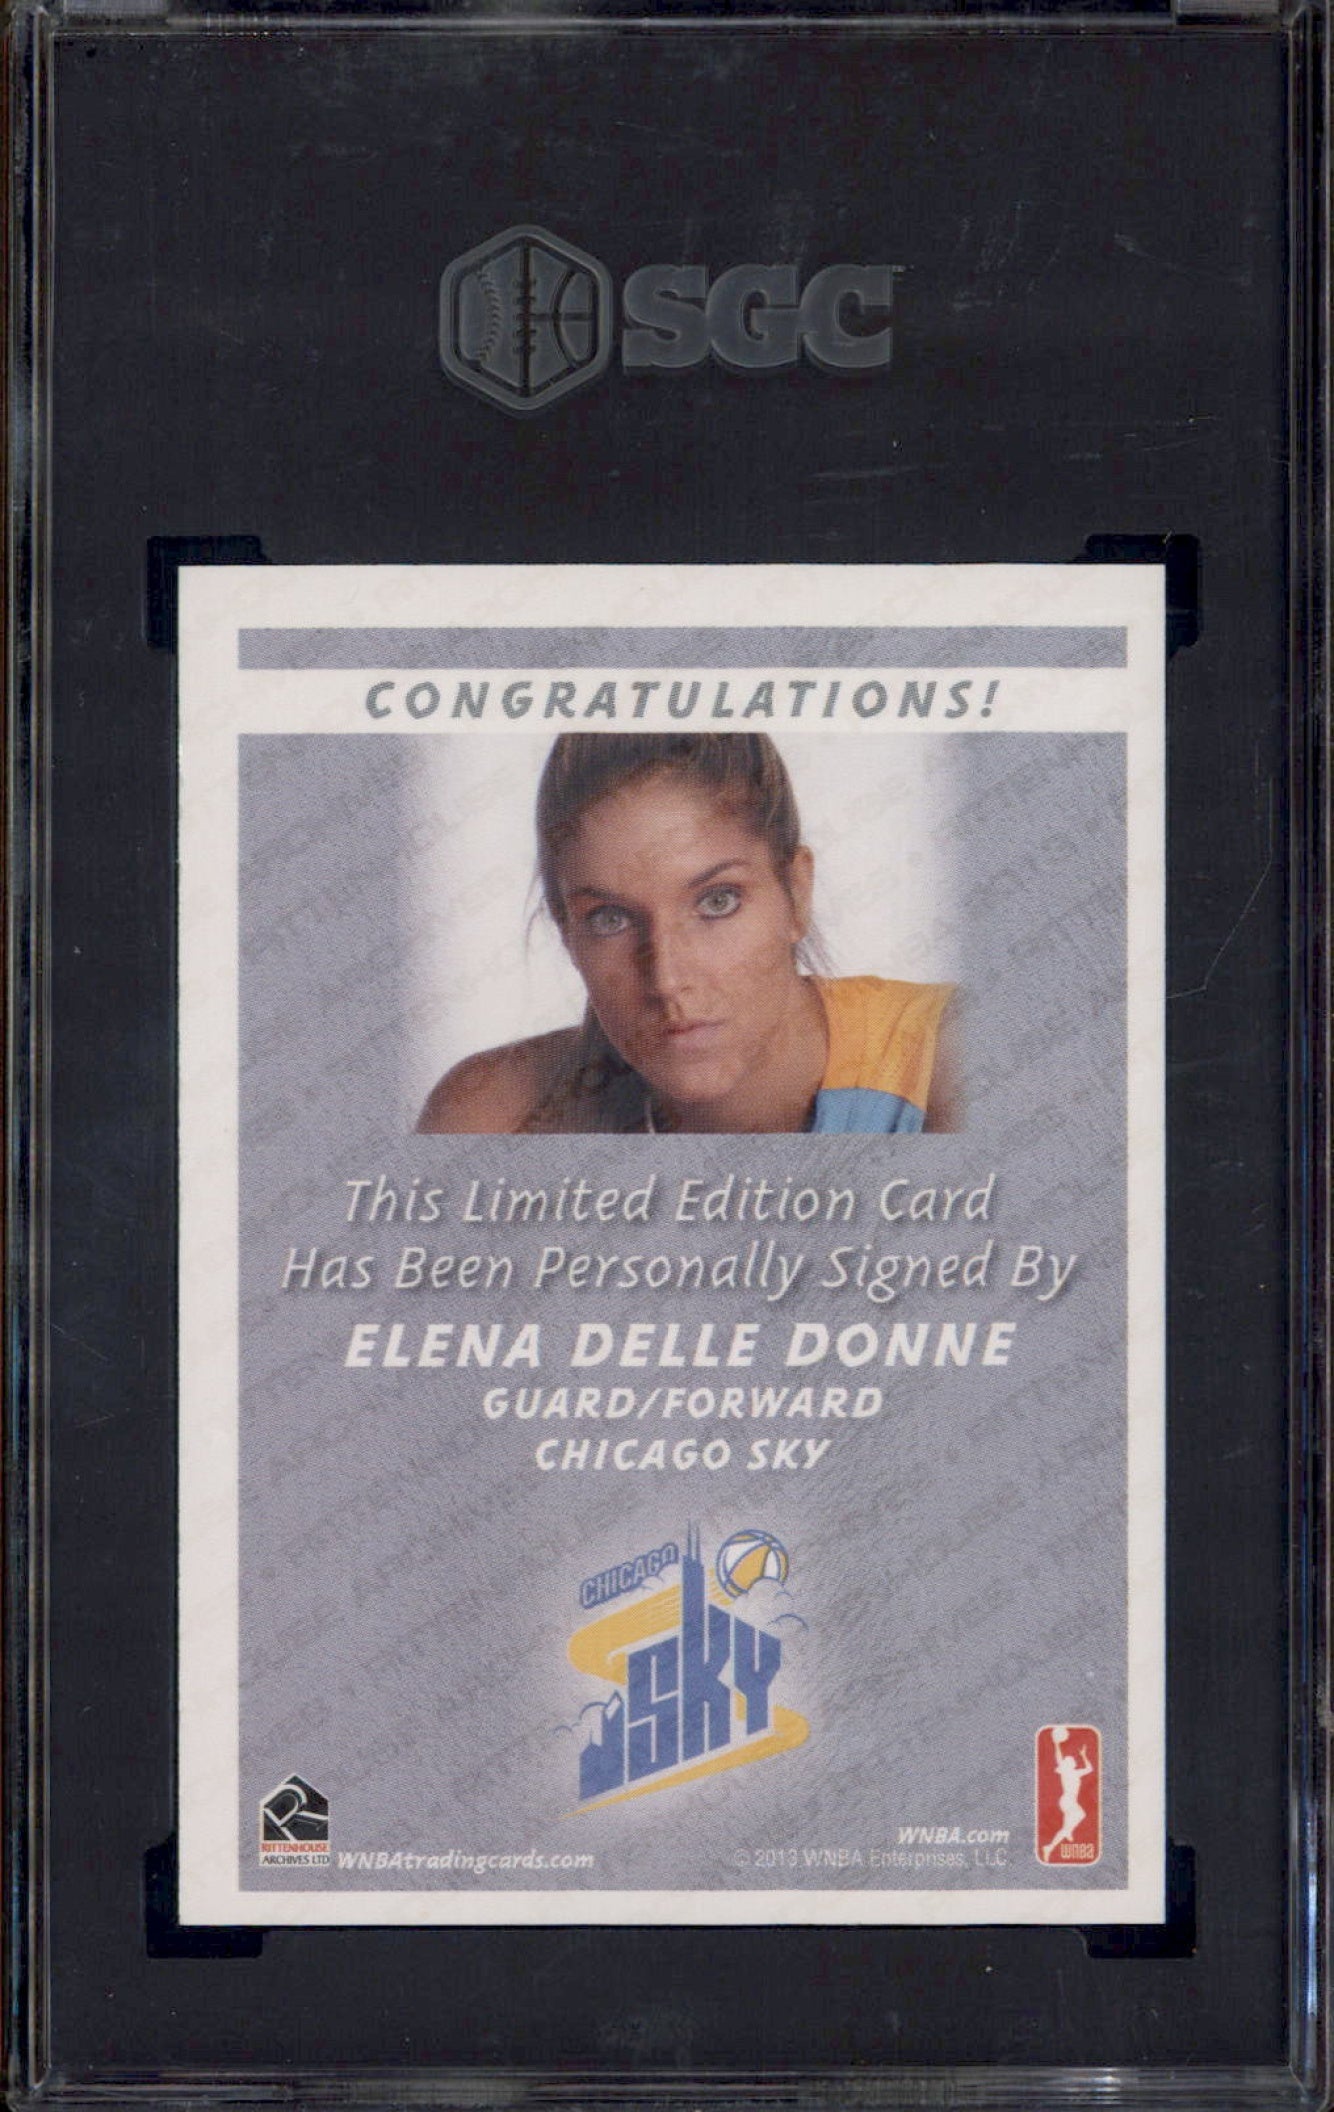 SGC
CONGRATULATIONS!
This Limited Edition Card
Has Been Personally Signed By
ELENA DELLE DONNE
GUARD/FORWARD
CHICAGO SKY
CHICAGO
SKY
RITTENHOUSE
ARCHIVES LTD
WNBAtradingcards.com
WNBA.com
© 2013 WNBA Enterprises, LLC
WNBA